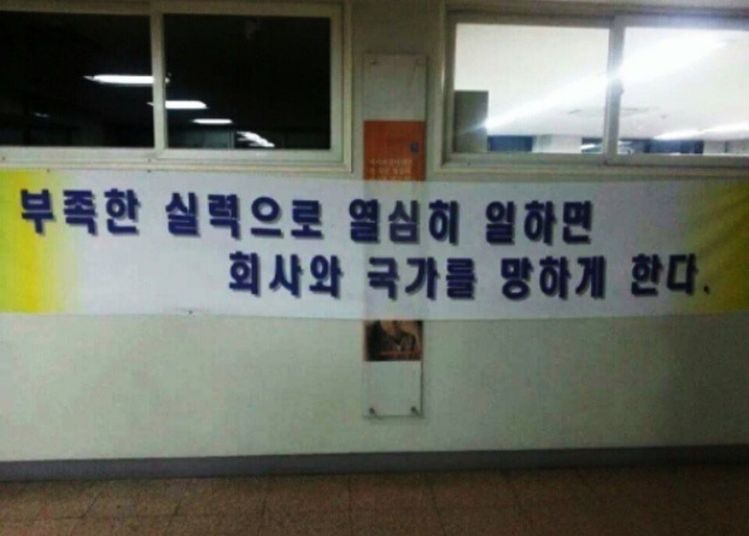 부족한 실력으로 열심히 일하면
회사와 국가를 망하게 한다.